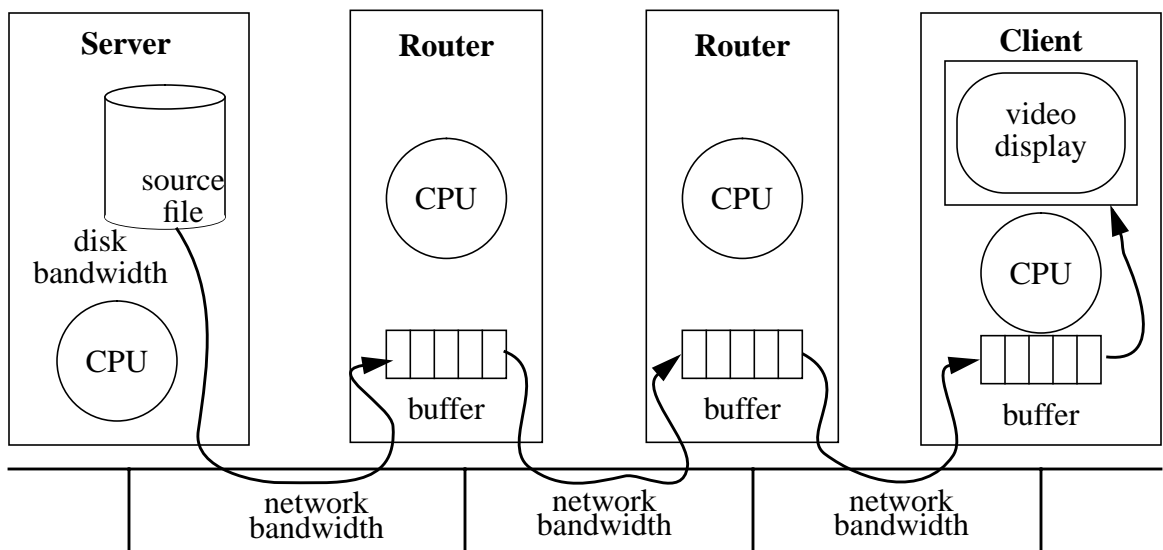 Server
source
file
disk
bandwidth
CPU
Router
CPU
buffer
Router
CPU
buffer
Client
video
display
CPU
buffer
network
bandwidth
network
bandwidth
network
bandwidth